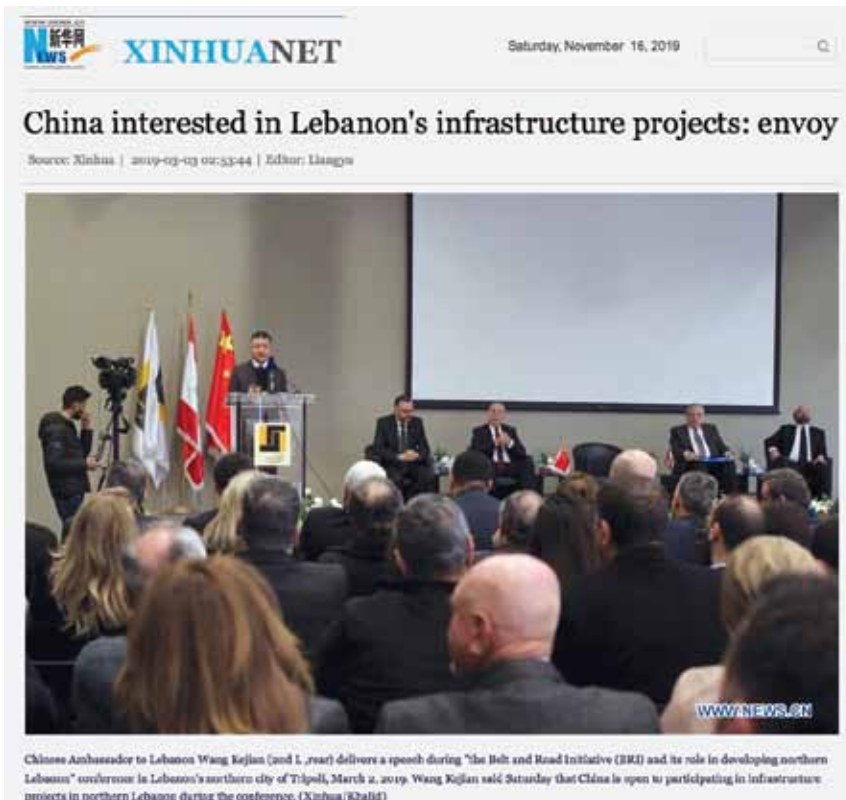 WWW.NEWS.CN
新华网
NEWS
XINHUANET
Saturday, November 16, 2019
China interested in Lebanon's infrastructure projects: envoy
Source: Xinhua | 2019-03-03 02:53:44 | Editor: Liangyu
WWW.NEWS.CN
Chinese Ambassador to Lebanon Wang Kejian (2nd L ,rear) delivers a speech during "the Belt and Road Initiative (BRI) and its role in developing northern
Lebanon" conference in Lebanon's northern city of Tripoli, March 2, 2019. Wang Kejian said Saturday that China is open to participating in infrastructure
projects in northern Lebanon during the conference. (Xinhua/Khalid)